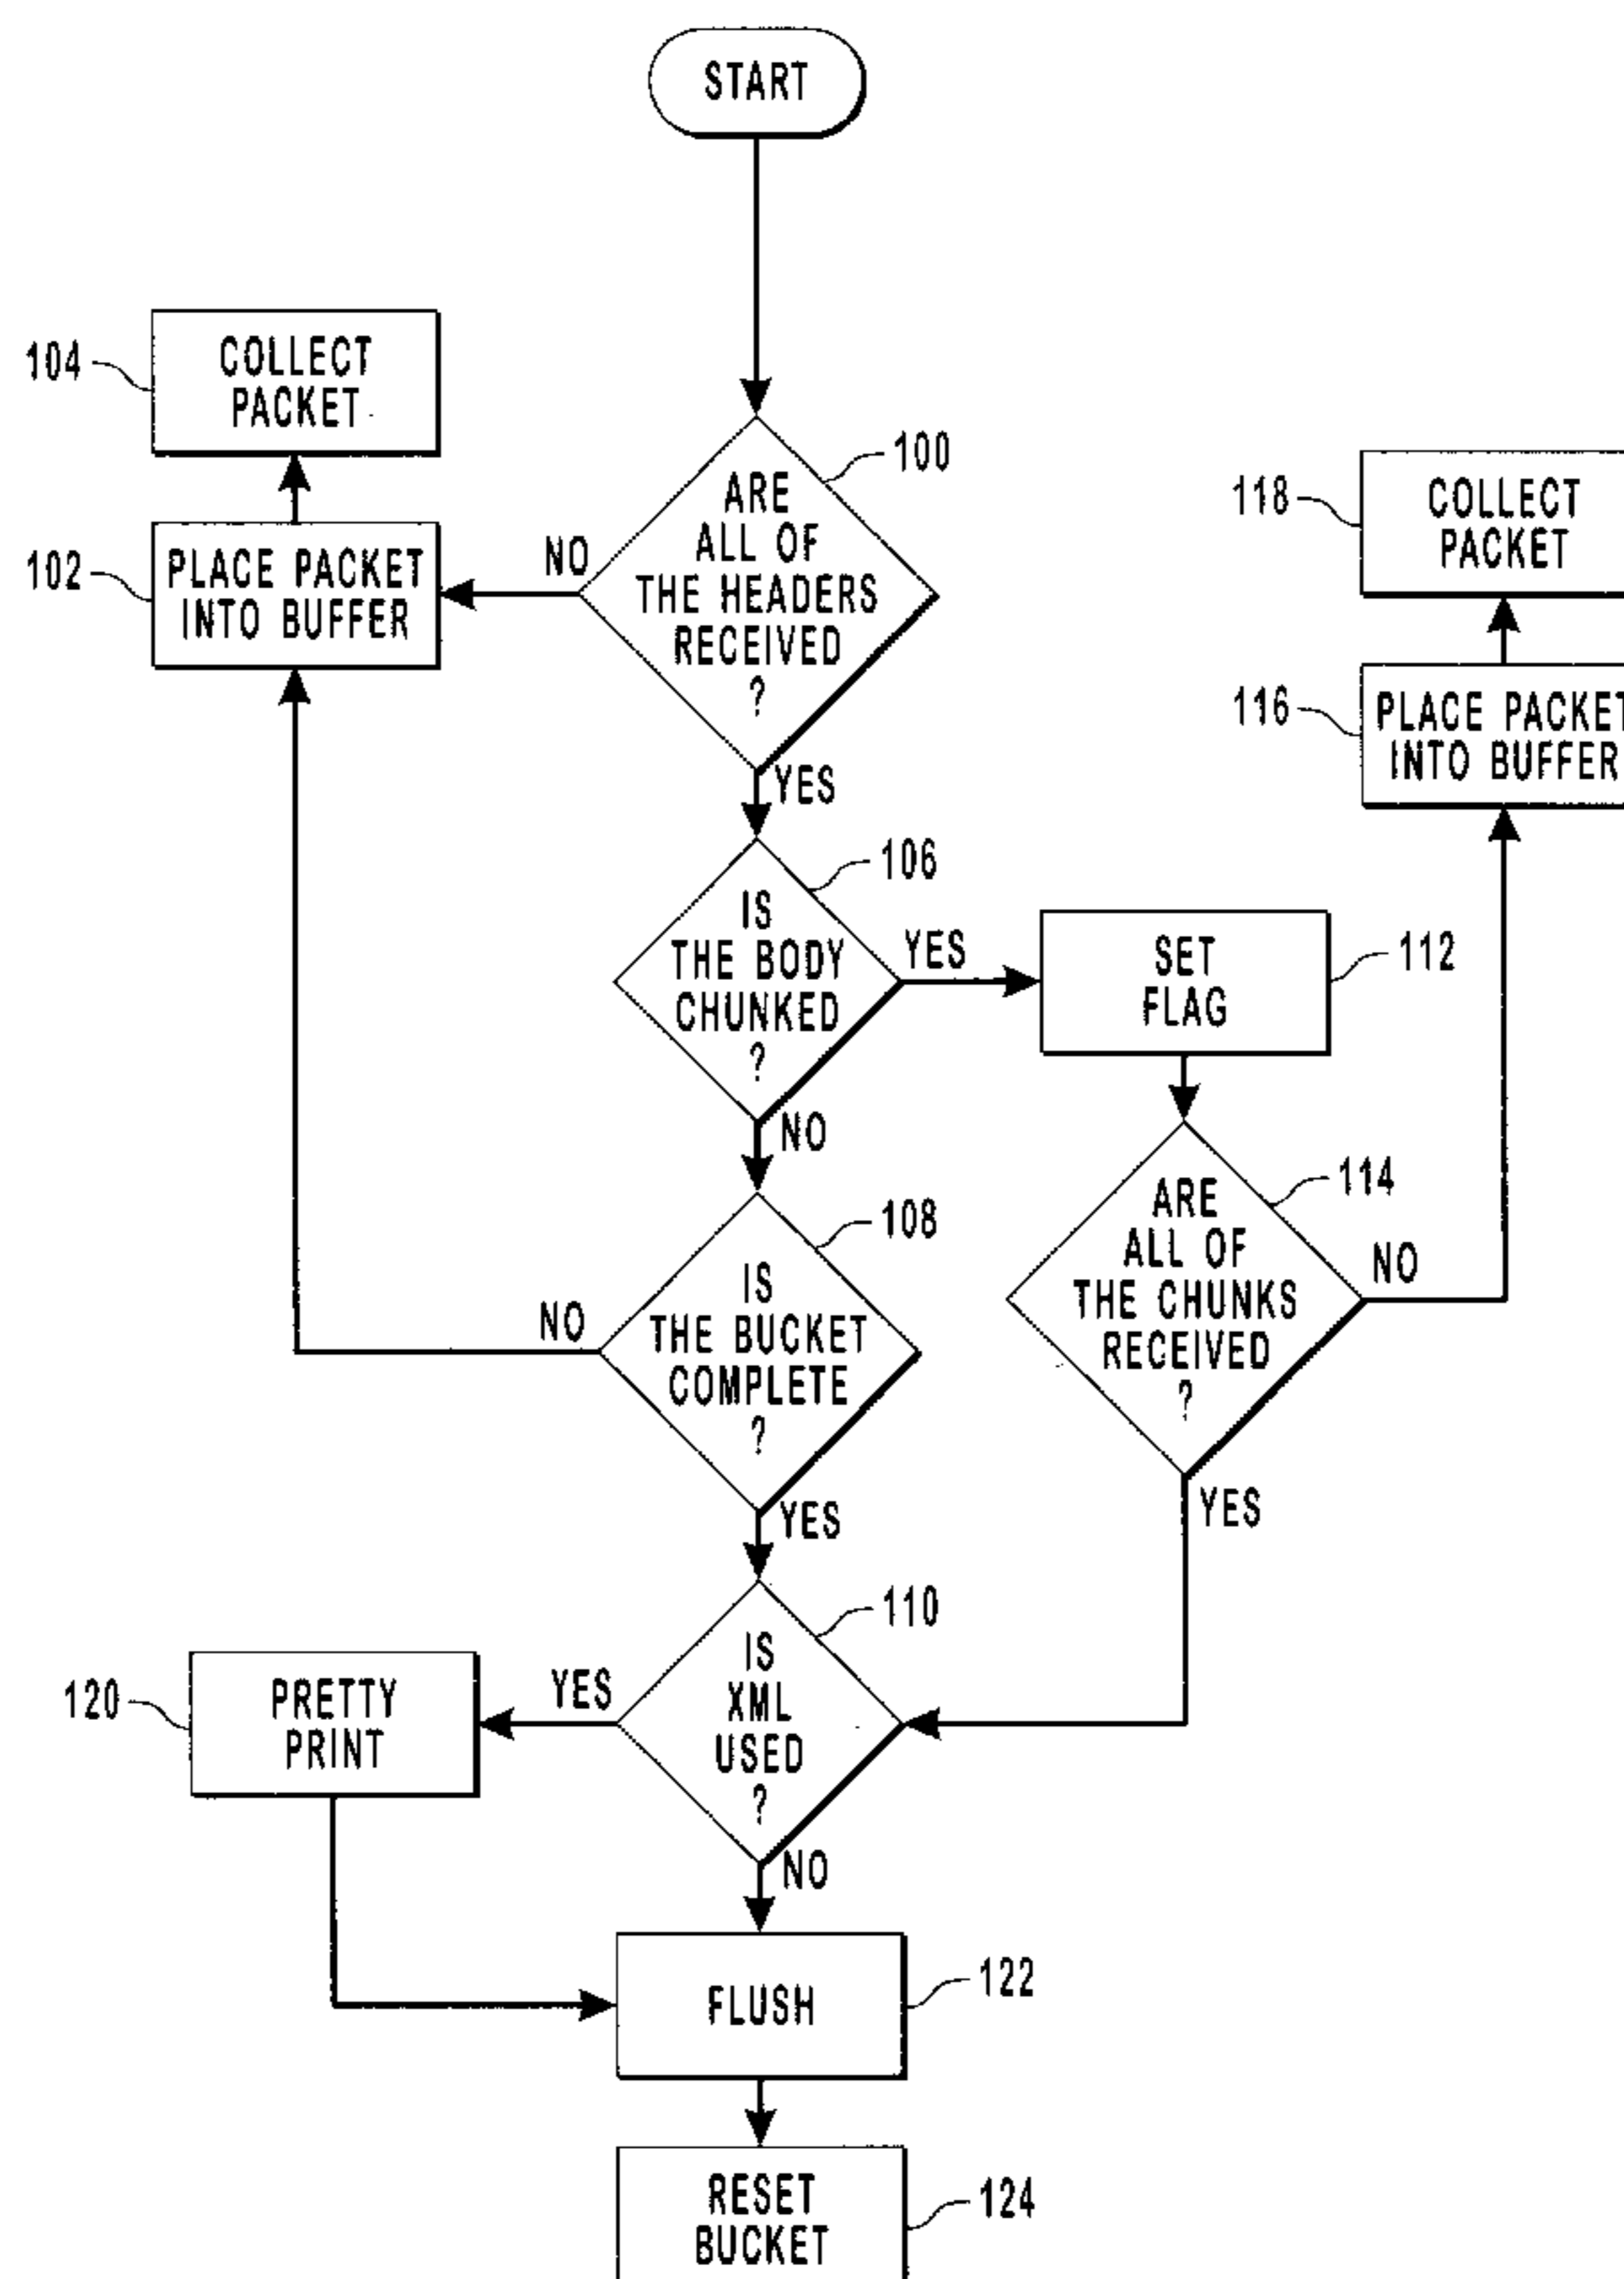 START
104
COLLECT
PACKET
100
ARE
ALL OF
THE HEADERS
RECEIVED
?
NO
102
PLACE PACKET
INTO BUFFER
118
COLLECT
PACKET
116
PLACE PACKET
INTO BUFFER
YES
106
IS
THE BODY
CHUNKED
?
YES
SET
FLAG
112
NO
108
IS
THE BUCKET
COMPLETE
?
NO
114
ARE
ALL OF
THE CHUNKS
RECEIVED
?
NO
YES
YES
110
IS
XML
USED
?
YES
120
PRETTY
PRINT
NO
FLUSH
122
RESET
BUCKET
124